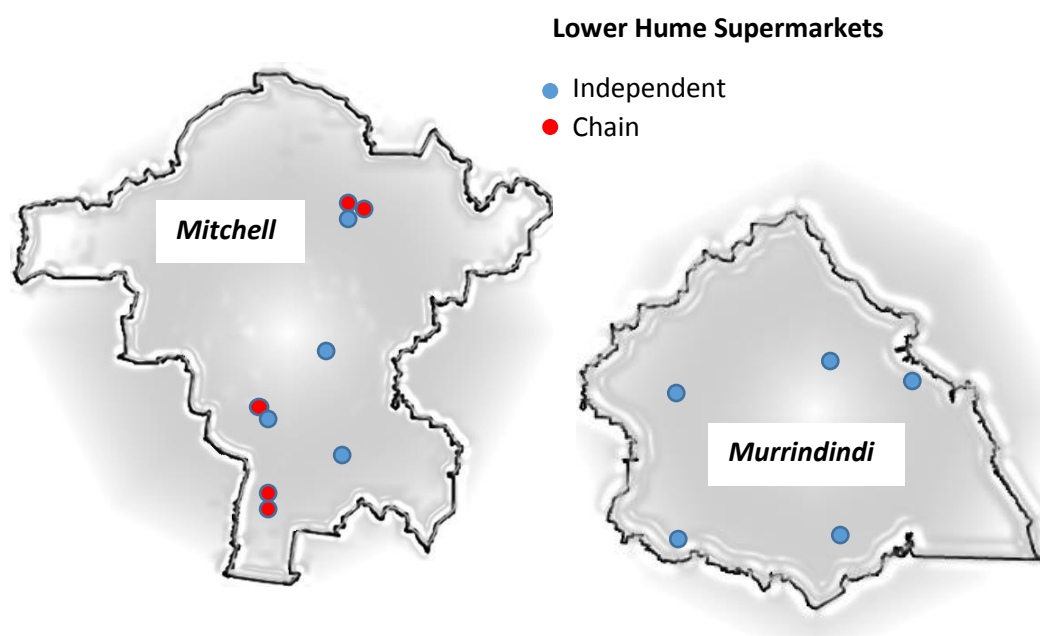 Lower Hume Supermarkets
Independent
Chain
Mitchell
Murrindindi